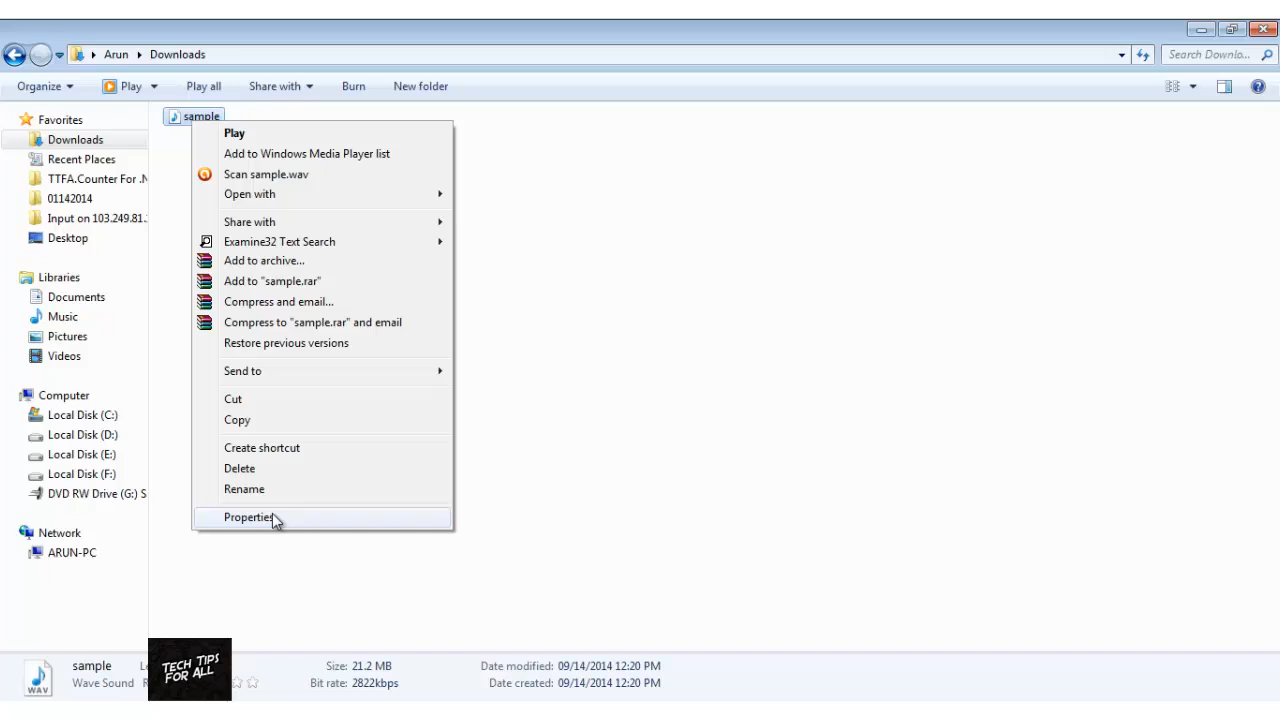 Arun Downloads
Search Downlo...
Organize Play Play all Share with Burn New folder
Favorites
Downloads
Recent Places
TTFA.Counter For .N
01142014
Input on 103.249.81.
Desktop
Libraries
Documents
Music
Pictures
Videos
Computer
Local Disk (C:)
Local Disk (D:)
Local Disk (E:)
Local Disk (F:)
DVD RW Drive (G:) S
Network
ARUN-PC
sample
Play
Add to Windows Media Player list
Scan sample.wav
Open with
Share with
Examine32 Text Search
Add to archive...
Add to "sample.rar"
Compress and email...
Compress to "sample.rar" and email
Restore previous versions
Send to
Cut
Copy
Create shortcut
Delete
Rename
Properties
WAV
sample
Wave Sound
TECH TIPS
FOR ALL
Size: 21.2 MB
Bit rate: 2822kbps
Date modified: 09/14/2014 12:20 PM
Date created: 09/14/2014 12:20 PM